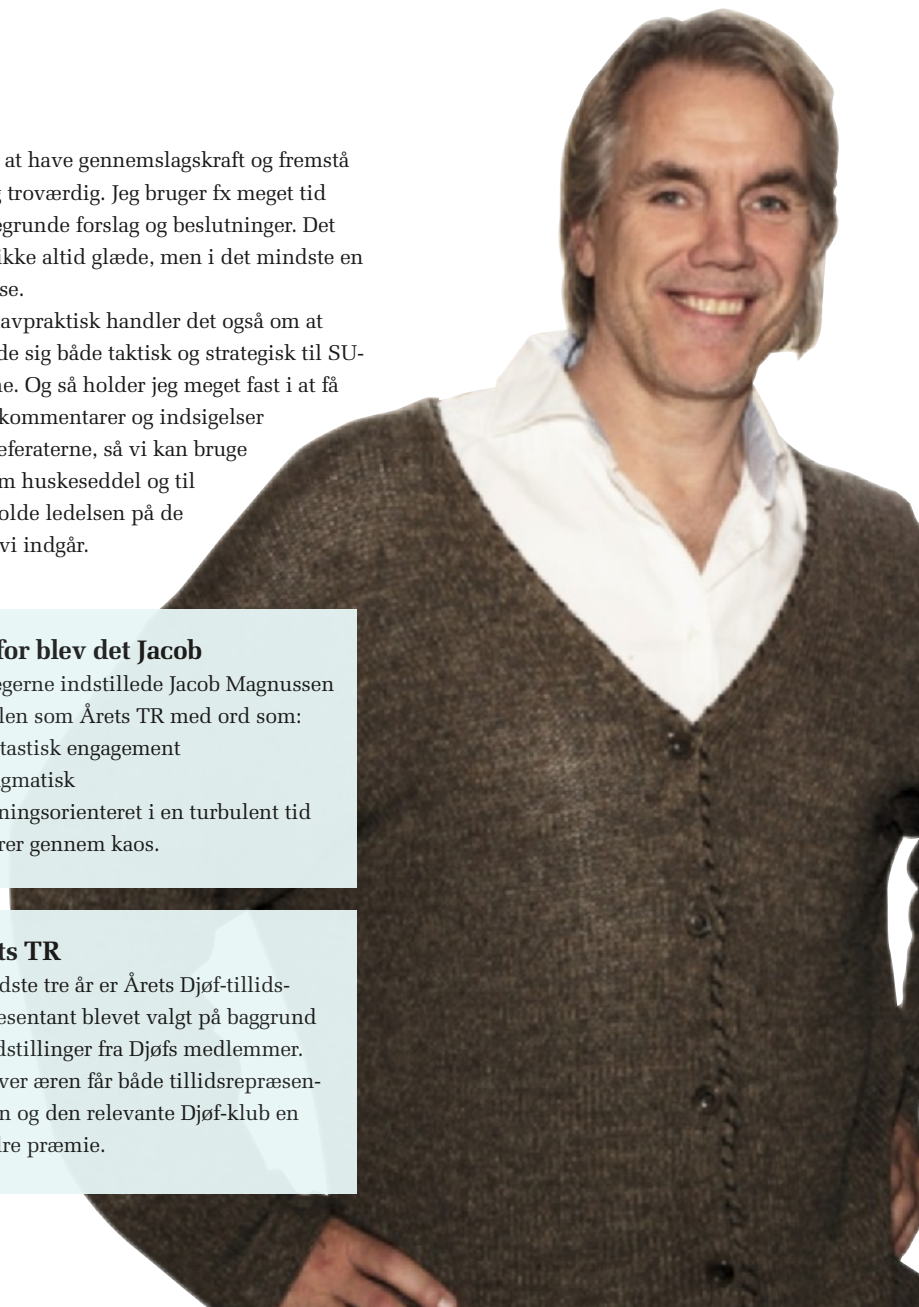 at have gennemslagskraft og fremstå
troværdig. Jeg bruger fx meget tid
egrunde forslag og beslutninger. Det
ikke altid glæde, men i det mindste en
se.
avpraktisk handler det også om at
de sig både taktisk og strategisk til SU-
ne. Og så holder jeg meget fast i at få
kommentarer og indsigelser
eferaterne, så vi kan bruge
m huskeseddel og til
olde ledelsen på de
vi indgår.
for blev det Jacob
egerne indstillede Jacob Magnussen
len som Årets TR med ord som:
tastisk engagement
gmatisk
ningsorienteret i en turbulent tid
rer gennem kaos.
ts TR
dste tre år er Årets Djøf-tillids-
esentant blevet valgt på baggrund
dstillinger fra Djøfs medlemmer.
ver æren får både tillidsrepræsen-
n og den relevante Djøf-klub en
dre præmie.